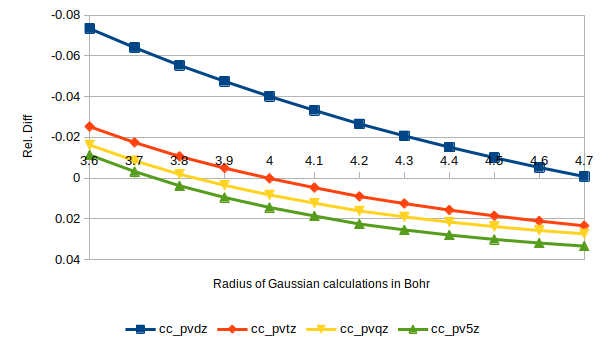 -0.08
-0.06
-0.04
-0.02
0
0.02
0.04
Rel. Diff
3.6 3.7 3.8 3.9 4 4.1 4.2 4.3 4.4 4.5 4.6 4.7
Radius of Gaussian calculations in Bohr
cc_pvdz cc_pvtz cc_pvqz cc_pv5z